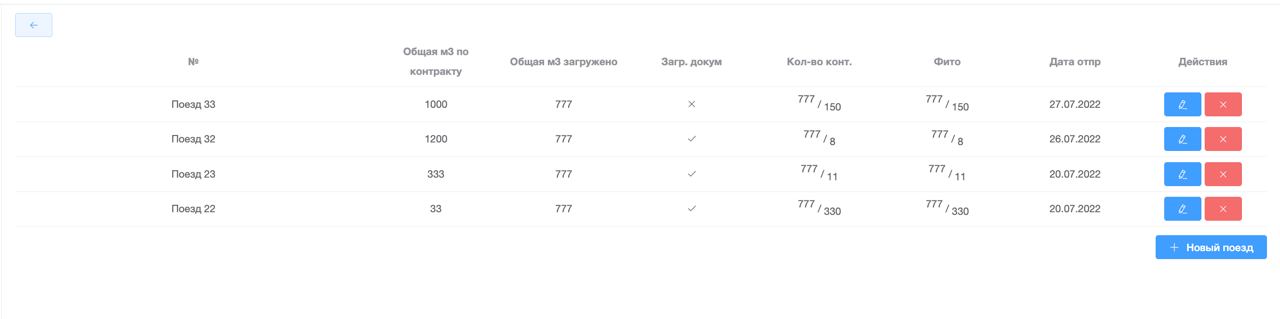 № Общая м3 по контракту Общая м3 загружено Загр. докум Кол-во конт. Фито Дата отпр Действия
Поезд 33 1000 777 777 / 150 777 / 150 27.07.2022
Поезд 32 1200 777 777 / 8 777 / 8 26.07.2022
Поезд 23 333 777 777 / 11 777 / 11 20.07.2022
Поезд 22 33 777 777 / 330 777 / 330 20.07.2022
Новый поезд